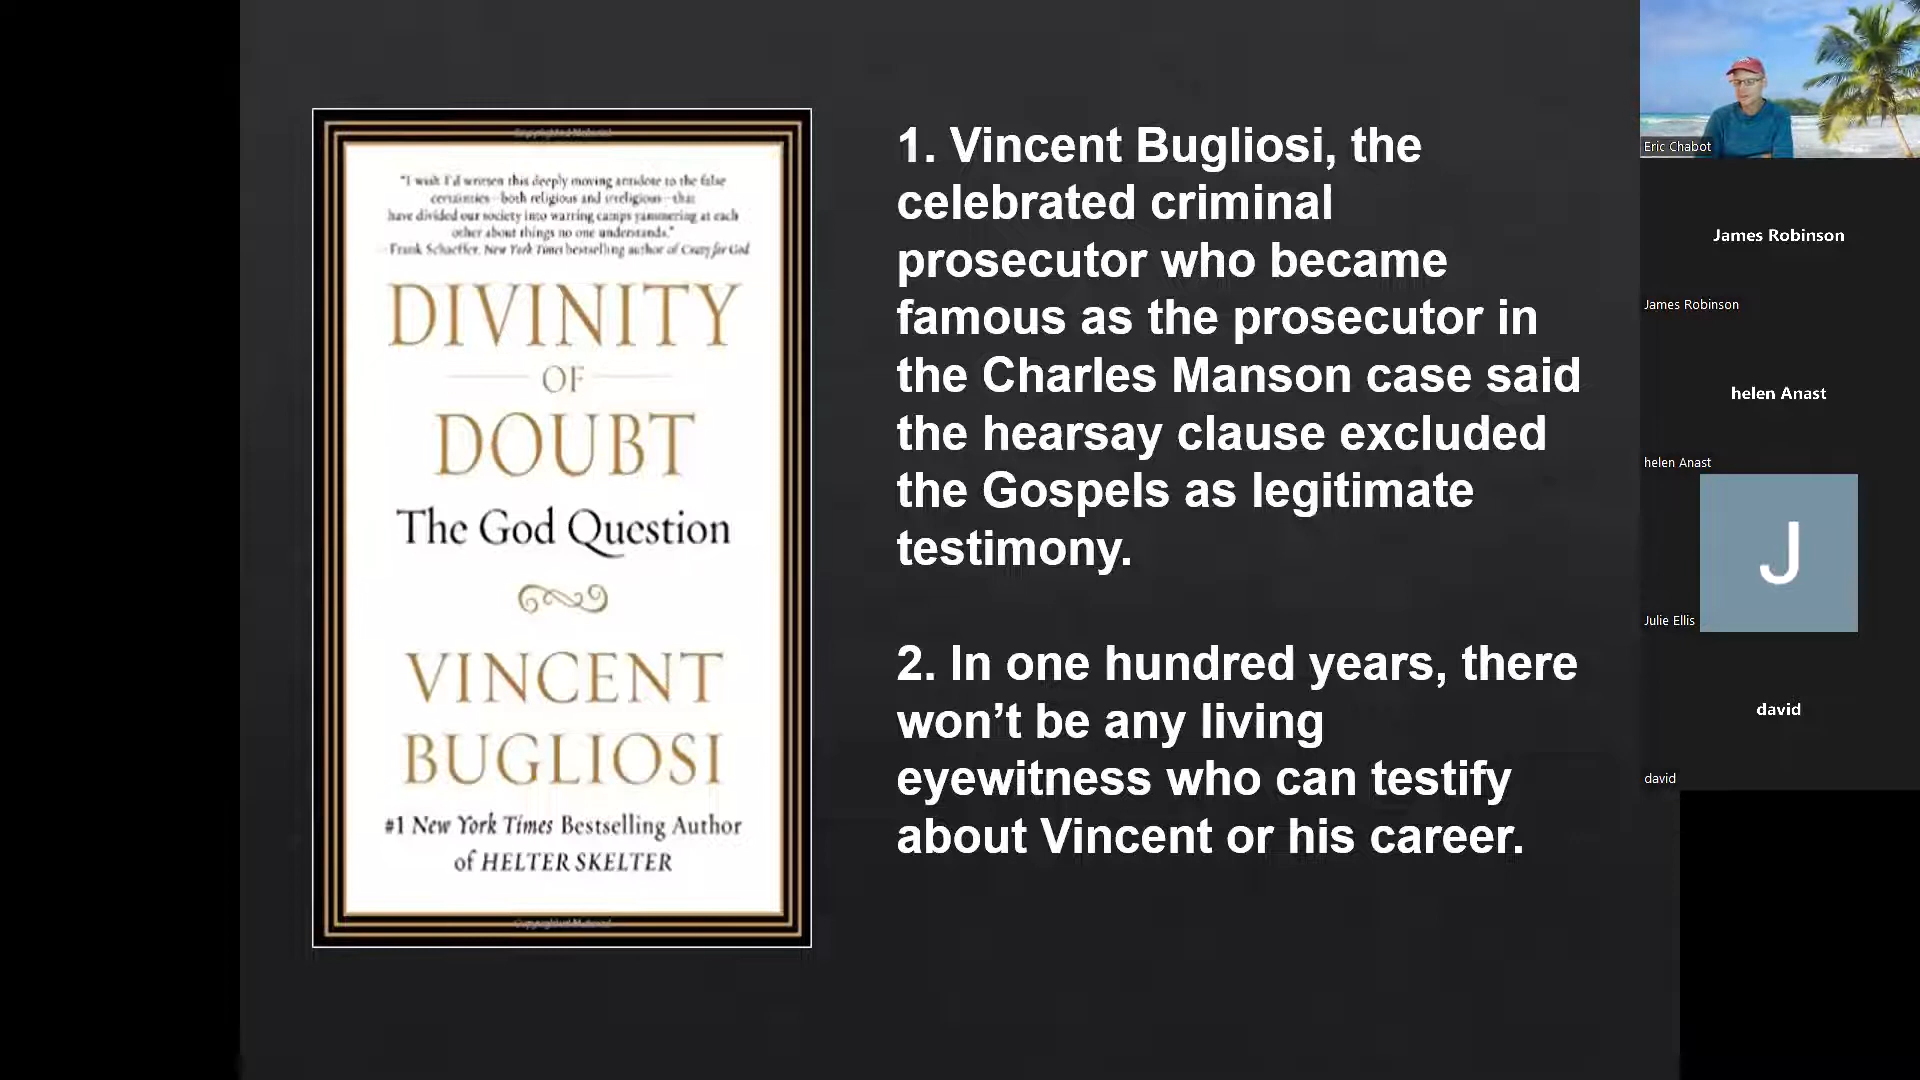 "I wish I'd written this deeply moving antidote to the false
certainties—both religious and irreligious—that
have divided our society into warring camps yammering at each
other about things no one understands."
—Frank Schaeffer, New York Times bestselling author of Crazy for God
DIVINITY
OF
DOUBT
The God Question
VINCENT
BUGLIOSI
#1 New York Times Bestselling Author
of HELTER SKELTER
Copyrighted Material
1. Vincent Bugliosi, the
celebrated criminal
prosecutor who became
famous as the prosecutor in
the Charles Manson case said
the hearsay clause excluded
the Gospels as legitimate
testimony.
2. In one hundred years, there
won’t be any living
eyewitness who can testify
about Vincent or his career.
Eric Chabot
James Robinson
James Robinson
helen Anast
helen Anast
J
Julie Ellis
david
david